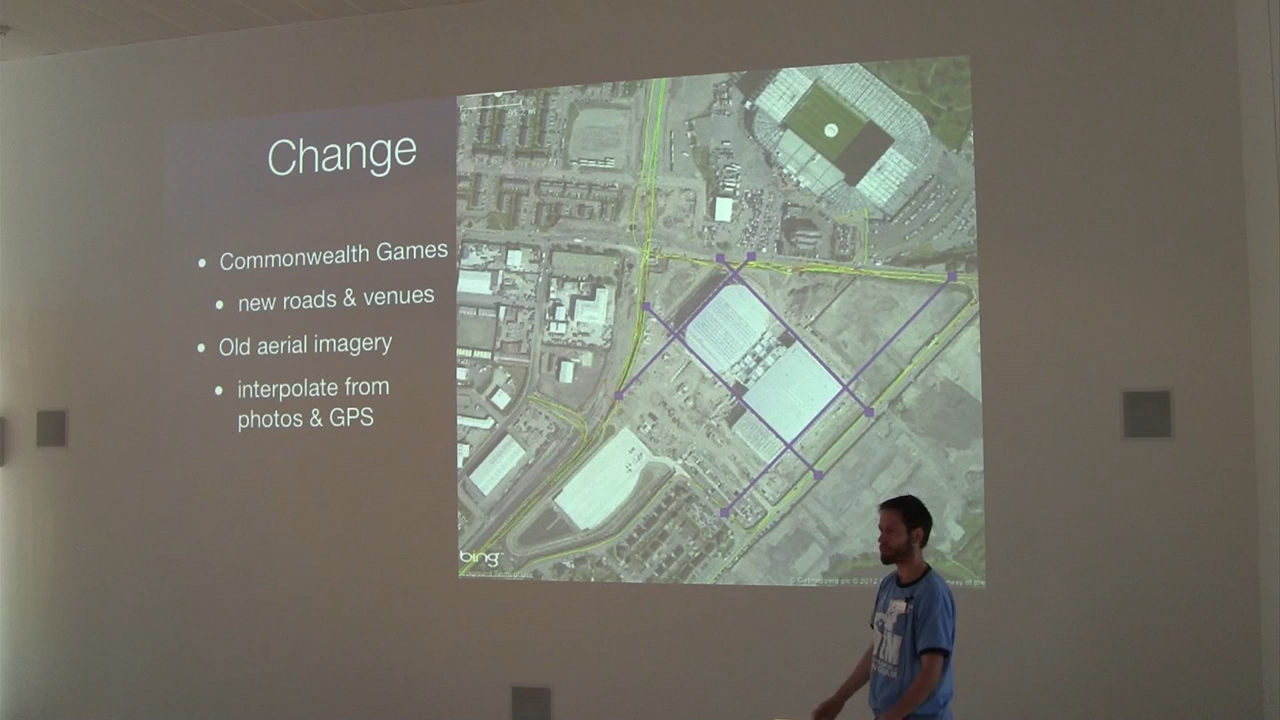 Change
Commonwealth Games
new roads & venues
Old aerial imagery
interpolate from
photos & GPS
bing